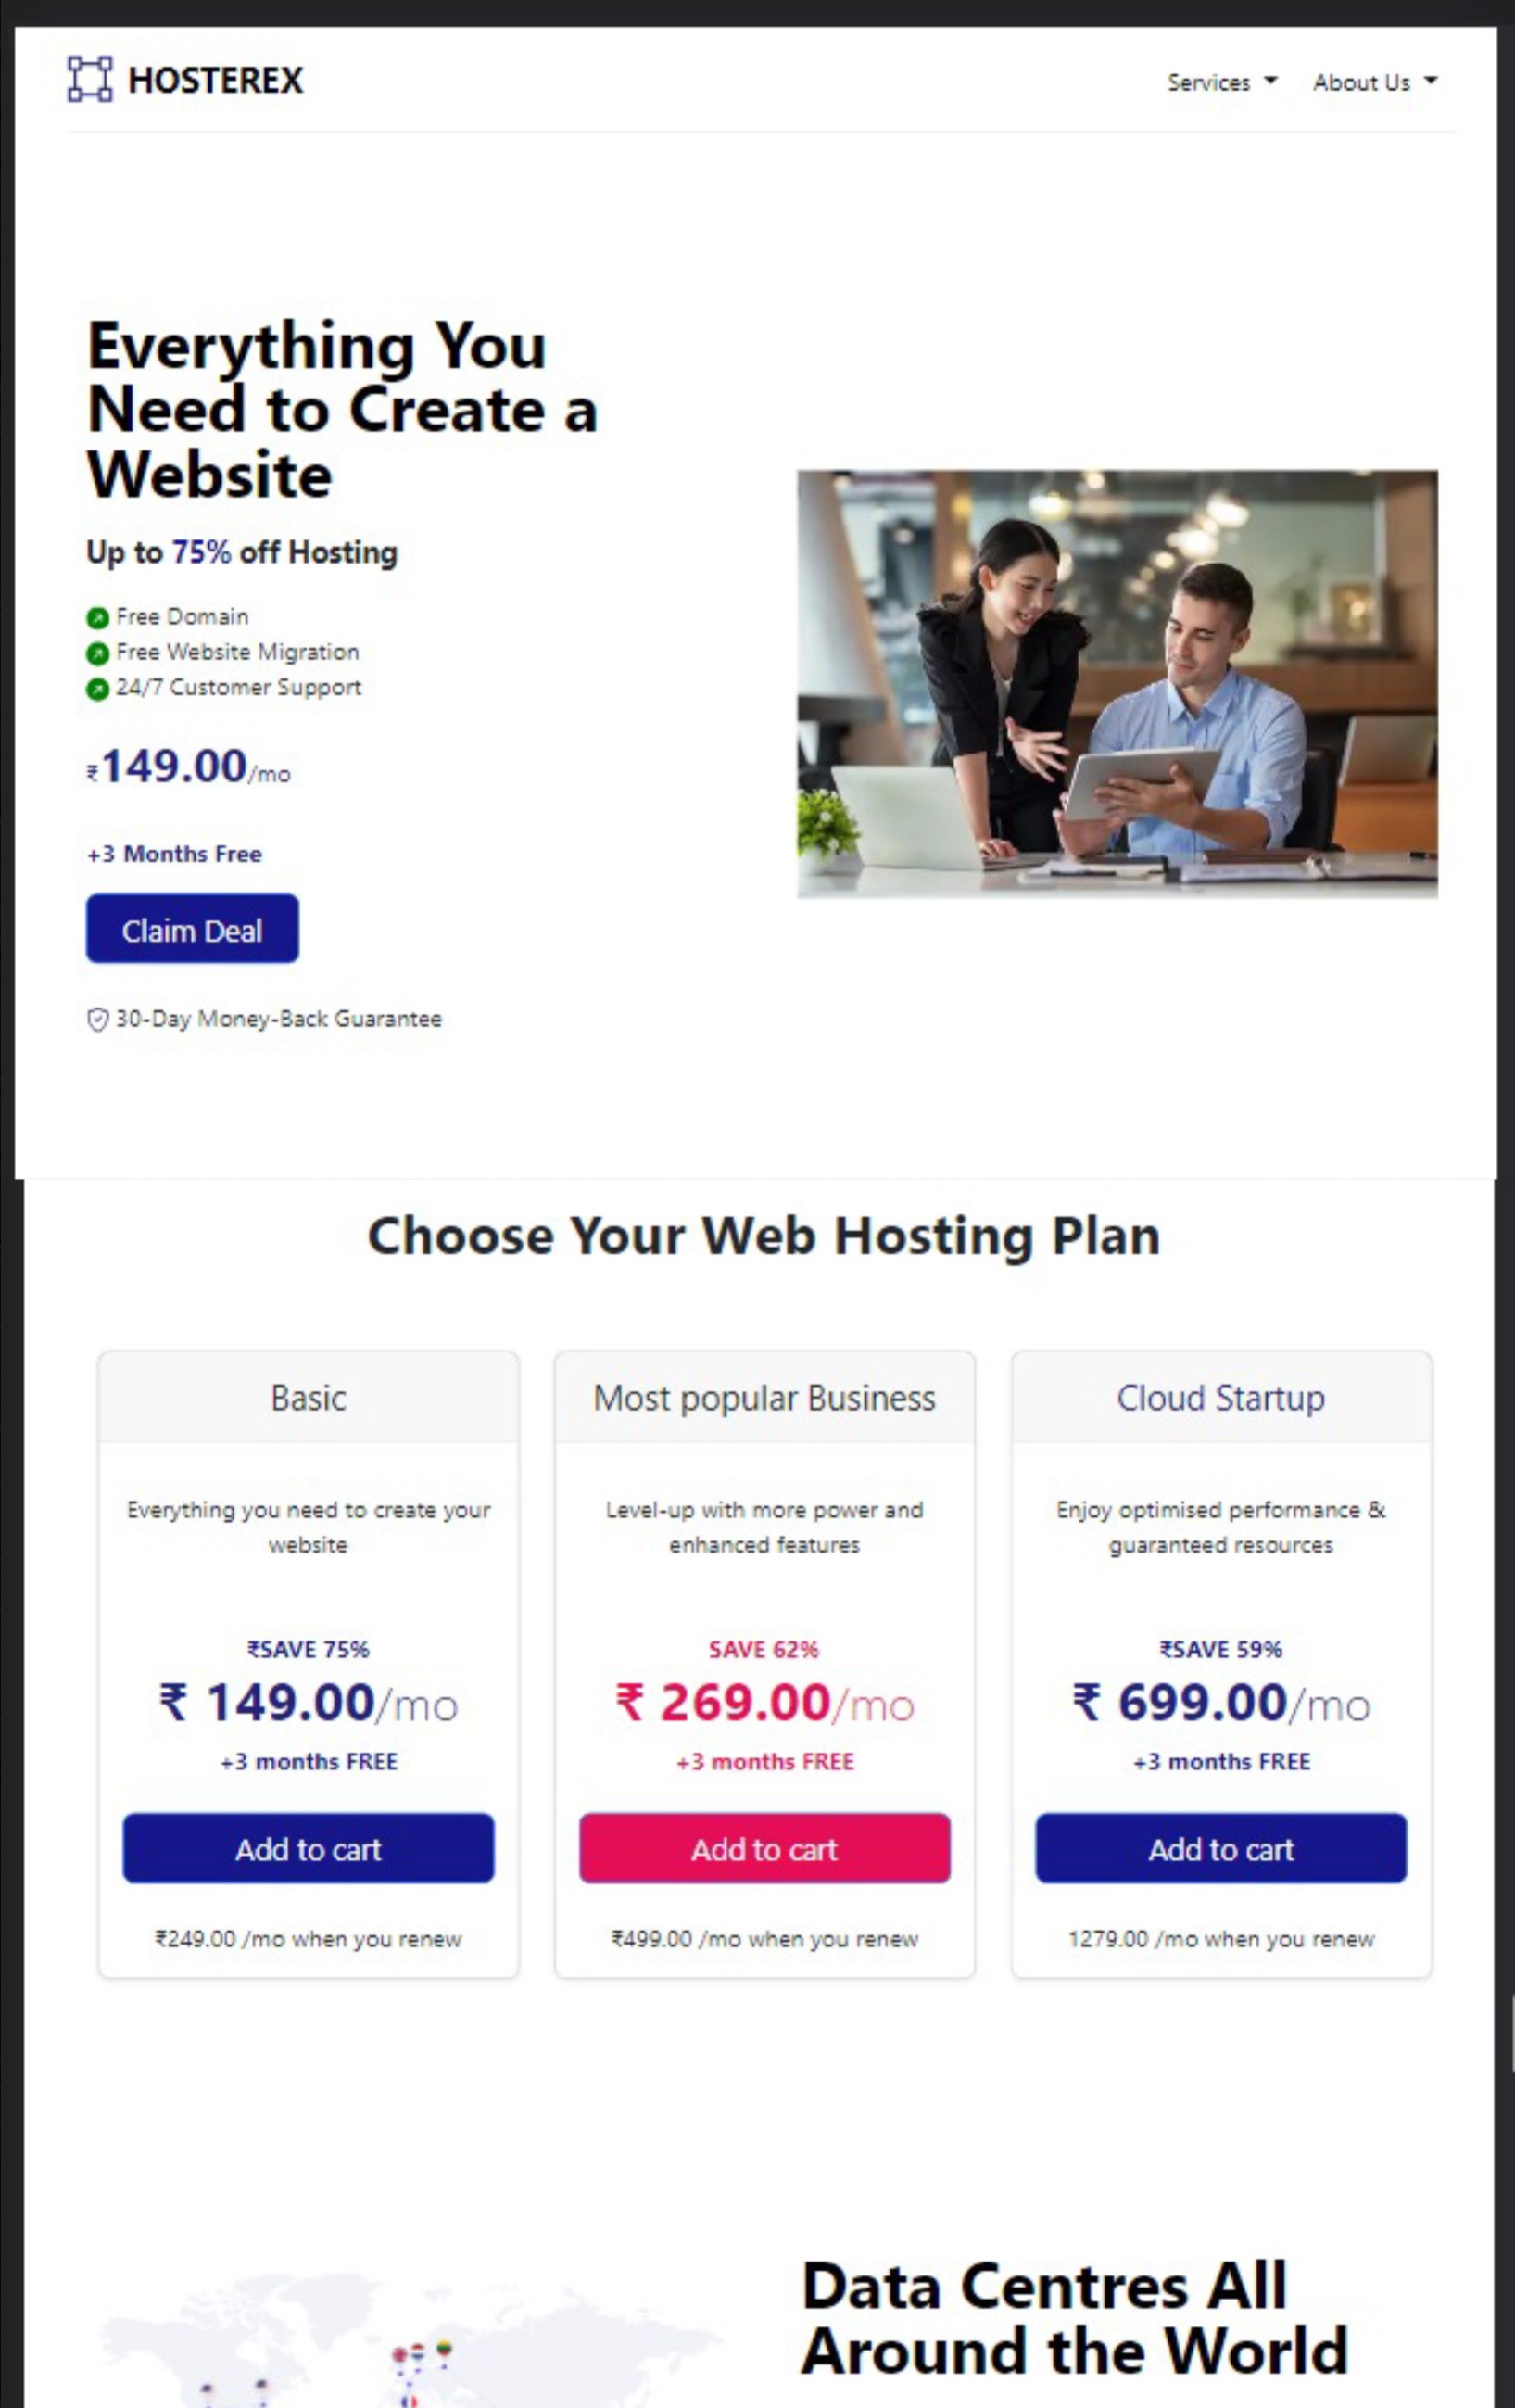 HOSTEREX
Services
About Us
Everything You
Need to Create a
Website
Up to 75% off Hosting
Free Domain
Free Website Migration
24/7 Customer Support
₹149.00/mo
+3 Months Free
Claim Deal
30-Day Money-Back Guarantee
Choose Your Web Hosting Plan
Basic
Everything you need to create your
website
₹SAVE 75%
₹ 149.00/mo
+3 months FREE
Add to cart
₹249.00 /mo when you renew
Most popular Business
Level-up with more power and
enhanced features
SAVE 62%
₹ 269.00/mo
+3 months FREE
Add to cart
₹499.00 /mo when you renew
Cloud Startup
Enjoy optimised performance &
guaranteed resources
₹SAVE 59%
₹ 699.00/mo
+3 months FREE
Add to cart
1279.00 /mo when you renew
Data Centres All
Around the World